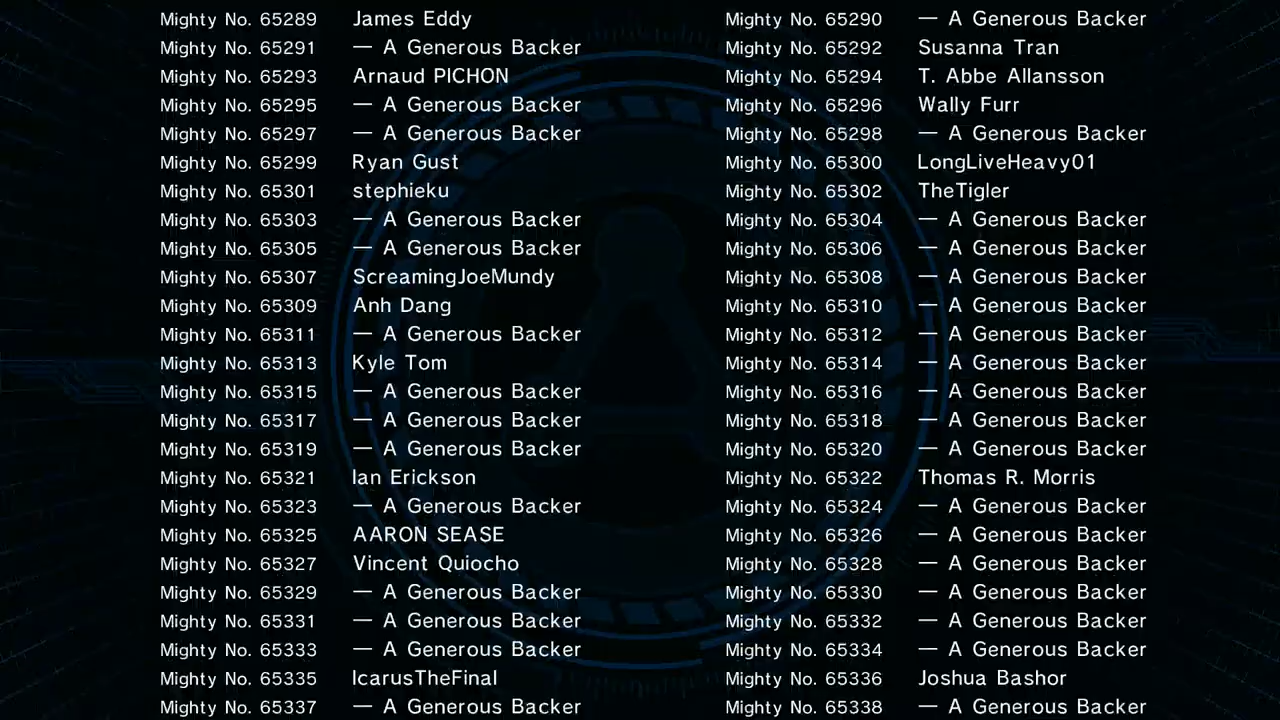 Mighty No. 65289 James Eddy Mighty No. 65290 — A Generous Backer
Mighty No. 65291 — A Generous Backer Mighty No. 65292 Susanna Tran
Mighty No. 65293 Arnaud PICHON Mighty No. 65294 T. Abbe Allansson
Mighty No. 65295 — A Generous Backer Mighty No. 65296 Wally Furr
Mighty No. 65297 — A Generous Backer Mighty No. 65298 — A Generous Backer
Mighty No. 65299 Ryan Gust Mighty No. 65300 LongLiveHeavy01
Mighty No. 65301 stephieku Mighty No. 65302 TheTigler
Mighty No. 65303 — A Generous Backer Mighty No. 65304 — A Generous Backer
Mighty No. 65305 — A Generous Backer Mighty No. 65306 — A Generous Backer
Mighty No. 65307 ScreamingJoeMundy Mighty No. 65308 — A Generous Backer
Mighty No. 65309 Anh Dang Mighty No. 65310 — A Generous Backer
Mighty No. 65311 — A Generous Backer Mighty No. 65312 — A Generous Backer
Mighty No. 65313 Kyle Tom Mighty No. 65314 — A Generous Backer
Mighty No. 65315 — A Generous Backer Mighty No. 65316 — A Generous Backer
Mighty No. 65317 — A Generous Backer Mighty No. 65318 — A Generous Backer
Mighty No. 65319 — A Generous Backer Mighty No. 65320 — A Generous Backer
Mighty No. 65321 Ian Erickson Mighty No. 65322 Thomas R. Morris
Mighty No. 65323 — A Generous Backer Mighty No. 65324 — A Generous Backer
Mighty No. 65325 AARON SEASE Mighty No. 65326 — A Generous Backer
Mighty No. 65327 Vincent Quiocho Mighty No. 65328 — A Generous Backer
Mighty No. 65329 — A Generous Backer Mighty No. 65330 — A Generous Backer
Mighty No. 65331 — A Generous Backer Mighty No. 65332 — A Generous Backer
Mighty No. 65333 — A Generous Backer Mighty No. 65334 — A Generous Backer
Mighty No. 65335 IcarusTheFinal Mighty No. 65336 Joshua Bashor
Mighty No. 65337 — A Generous Backer Mighty No. 65338 — A Generous Backer